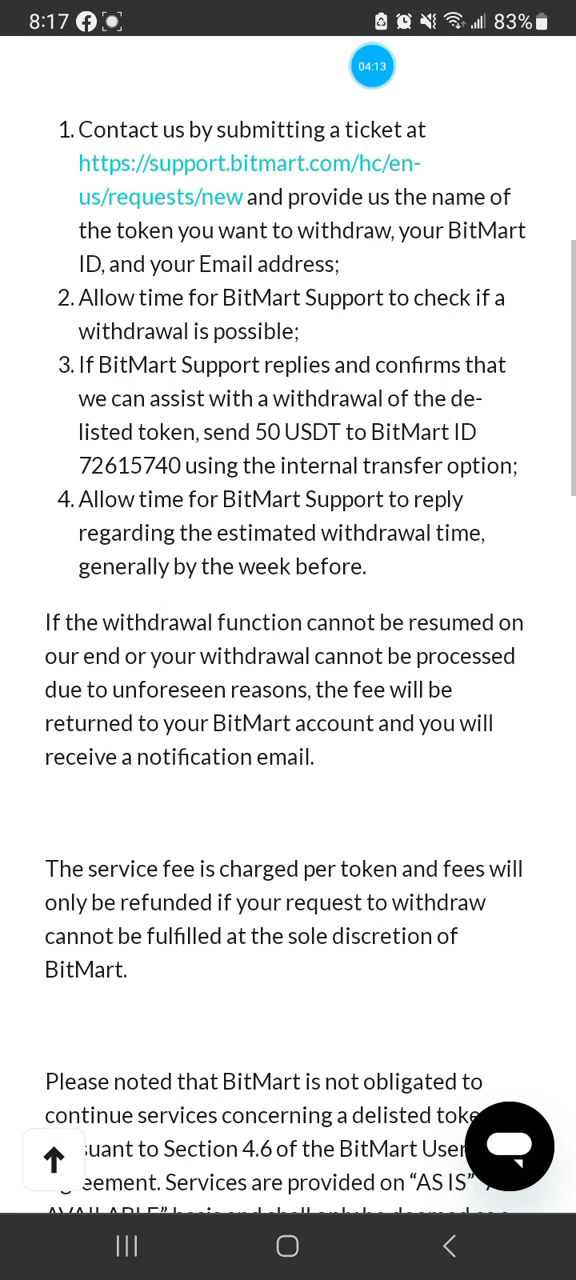 8:17 83%
04:13
1. Contact us by submitting a ticket at
https://support.bitmart.com/hc/en-
us/requests/new and provide us the name of
the token you want to withdraw, your BitMart
ID, and your Email address;
2. Allow time for BitMart Support to check if a
withdrawal is possible;
3. If BitMart Support replies and confirms that
we can assist with a withdrawal of the de-
listed token, send 50 USDT to BitMart ID
72615740 using the internal transfer option;
4. Allow time for BitMart Support to reply
regarding the estimated withdrawal time,
generally by the week before.
If the withdrawal function cannot be resumed on
our end or your withdrawal cannot be processed
due to unforeseen reasons, the fee will be
returned to your BitMart account and you will
receive a notification email.
The service fee is charged per token and fees will
only be refunded if your request to withdraw
cannot be fulfilled at the sole discretion of
BitMart.
Please noted that BitMart is not obligated to
continue services concerning a delisted
to Section 4.6 of the BitMart User
Services are provided on “AS IS”